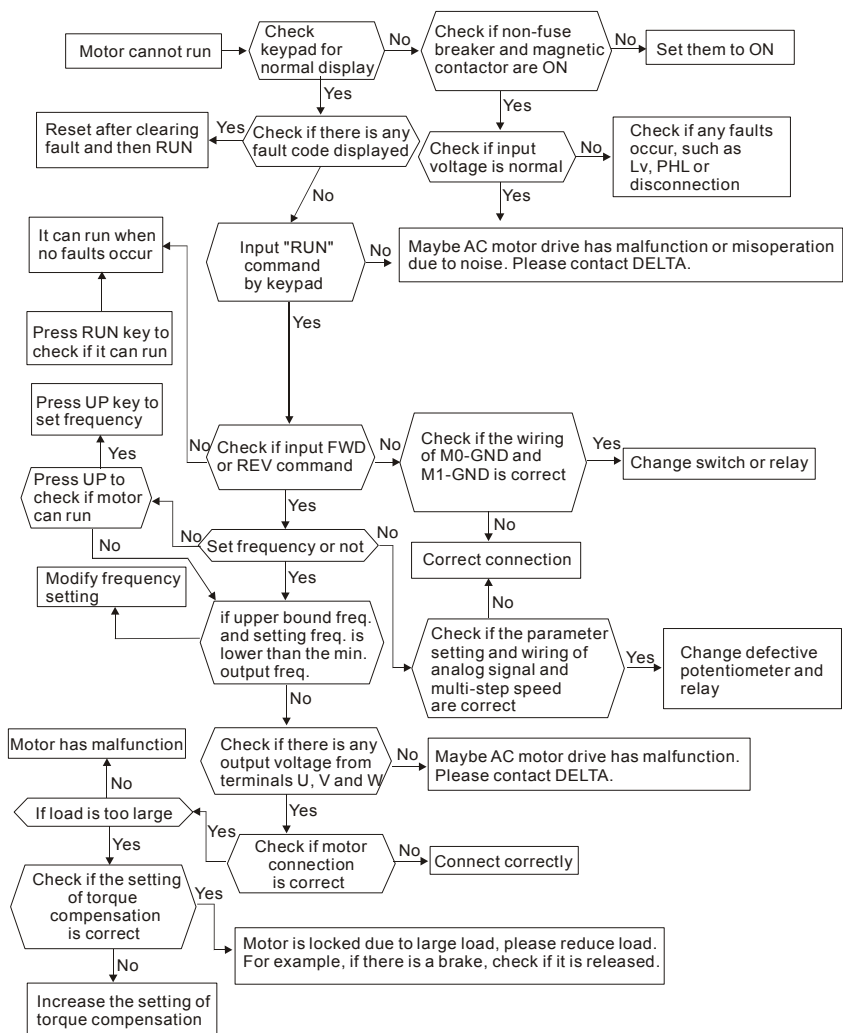 Motor cannot run
Check
keypad for
normal display
No
Check if non-fuse
breaker and magnetic
contactor are ON
No
Set them to ON
Yes
Yes
Reset after clearing
fault and then RUN
Yes
Check if there is any
fault code displayed
Check if input
voltage is normal
No
Check if any faults
occur, such as
Lv, PHL or
disconnection
No
Yes
It can run when
no faults occur
Input "RUN"
command
by keypad
No
Maybe AC motor drive has malfunction or misoperation
due to noise. Please contact DELTA.
Yes
Press RUN key to
check if it can run
Press UP key to
set frequency
No
Check if input FWD
or REV command
No
Check if the wiring
of M0-GND and
M1-GND is correct
Yes
Change switch or relay
Yes
Press UP to
check if motor
can run
Yes
No
No
Set frequency or not
No
No
Correct connection
Modify frequency
setting
Yes
No
if upper bound freq.
and setting freq. is
lower than the min.
output freq.
Check if the parameter
setting and wiring of
analog signal and
multi-step speed
are correct
Yes
Change defective
potentiometer and
relay
No
Motor has malfunction
Check if there is any
output voltage from
terminals U, V and W
No
Maybe AC motor drive has malfunction.
Please contact DELTA.
No
Yes
If load is too large
Yes
Check if motor
connection
is correct
No
Connect correctly
Yes
Check if the setting
of torque
compensation
is correct
Yes
Motor is locked due to large load, please reduce load.
For example, if there is a brake, check if it is released.
No
Increase the setting of
torque compensation